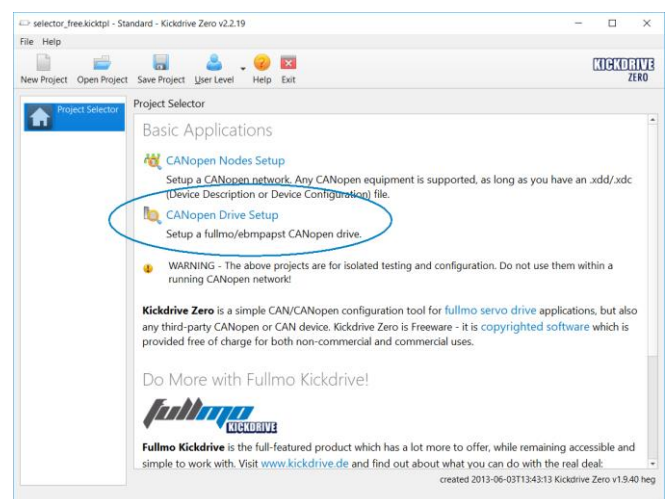 selector_free.kicktpl - Standard - Kickdrive Zero v2.2.19
File Help
New Project Open Project Save Project User Level Help Exit
KICKDRIVE
ZERO
Project Selector
Project Selector
Basic Applications
CANopen Nodes Setup
Setup a CANopen network. Any CANopen equipment is supported, as long as you have an .xdd/.xdc
(Device Description or Device Configuration) file.
CANopen Drive Setup
Setup a fullmo/ebmpapst CANopen drive.
WARNING - The above projects are for isolated testing and configuration. Do not use them within a
running CANopen network!
Kickdrive Zero is a simple CAN/CANopen configuration tool for fullmo servo drive applications, but also
any third-party CANopen or CAN device. Kickdrive Zero is Freeware - it is copyrighted software which is
provided free of charge for both non-commercial and commercial uses.
Do More with Fullmo Kickdrive!
fullmo
KICKDRIVE
Fullmo Kickdrive is the full-featured product which has a lot more to offer, while remaining accessible and
simple to work with. Visit www.kickdrive.de and find out about what you can do with the real deal:
created 2013-06-03T13:43:13 Kickdrive Zero v1.9.40 heg